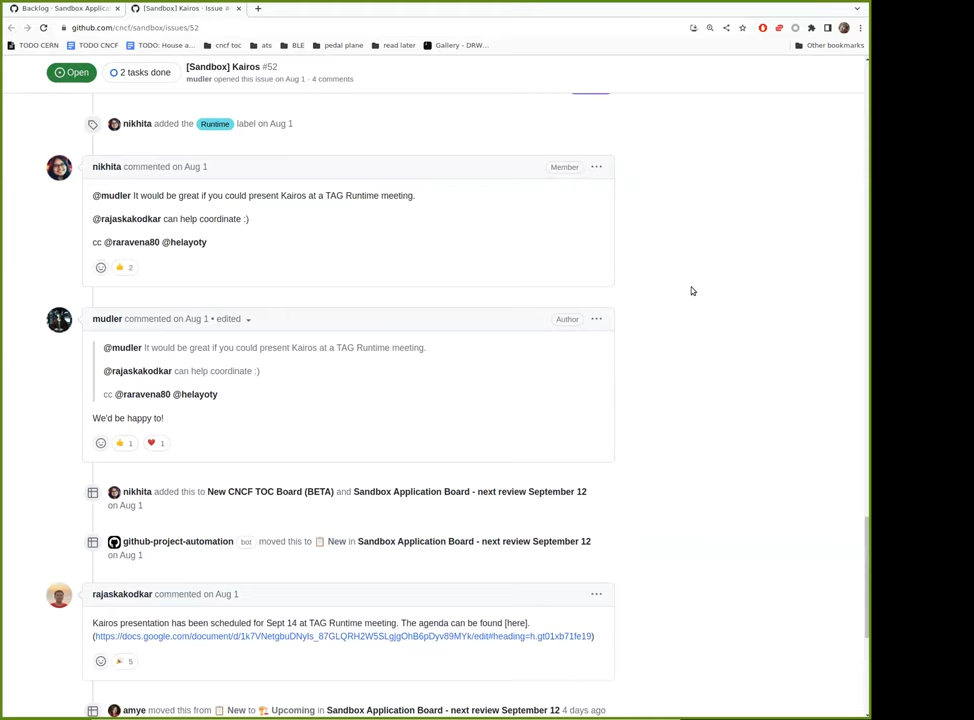 Backlog - Sandbox Applica
[Sandbox] Kairos · Issue #
github.com/cncf/sandbox/issues/52
TODO CERN
TODO CNCF
TODO: House a...
cncf toc
ats
BLE
pedal plane
read later
Gallery - DRW...
Other bookmarks
Open
2 tasks done
[Sandbox] Kairos #52
mudler opened this issue on Aug 1 · 4 comments
nikhita added the Runtime label on Aug 1
nikhita commented on Aug 1
Member
@mudler It would be great if you could present Kairos at a TAG Runtime meeting.
@rajaskakodkar can help coordinate :)
cc @raravena80 @helayoty
2
mudler commented on Aug 1 • edited
Author
@mudler It would be great if you could present Kairos at a TAG Runtime meeting.
@rajaskakodkar can help coordinate :)
cc @raravena80 @helayoty
We'd be happy to!
1
1
nikhita added this to New CNCF TOC Board (BETA) and Sandbox Application Board - next review September 12
on Aug 1
github-project-automation bot moved this to 📋 New in Sandbox Application Board - next review September 12
on Aug 1
rajaskakodkar commented on Aug 1
Kairos presentation has been scheduled for Sept 14 at TAG Runtime meeting. The agenda can be found [here].
(https://docs.google.com/document/d/1k7VNetgbuDNyIs_87GLQRH2W5SLgjgOhB6pDyv89MYk/edit#heading=h.gt01xb71fe19)
5
amye moved this from 📋 New to 🏗 Upcoming in Sandbox Application Board - next review September 12 4 days ago